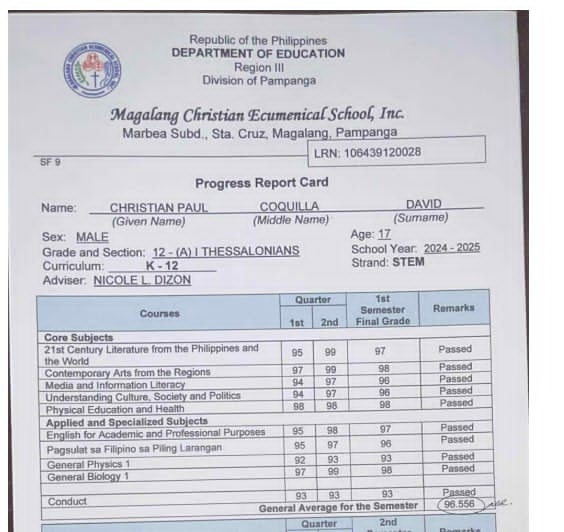 Republic of the Philippines
DEPARTMENT OF EDUCATION
Region III
Division of Pampanga
Magalang Christian Ecumenical School, Inc.
Marbea Subd., Sta. Cruz, Magalang, Pampanga
LRN: 106439120028
SF 9
Progress Report Card
Name: CHRISTIAN PAUL COQUILLA DAVID
(Given Name) (Middle Name) (Surname)
Sex: MALE Age: 17
Grade and Section: 12 - (A) I THESSALONIANS School Year: 2024 - 2025
Curriculum: K - 12 Strand: STEM
Adviser: NICOLE L. DIZON
Courses Quarter 1st Semester Final Grade Remarks
1st 2nd
Core Subjects
21st Century Literature from the Philippines and the World 95 99 97 Passed
Contemporary Arts from the Regions 97 99 98 Passed
Media and Information Literacy 94 97 96 Passed
Understanding Culture, Society and Politics 94 97 96 Passed
Physical Education and Health 98 98 98 Passed
Applied and Specialized Subjects
English for Academic and Professional Purposes 95 98 97 Passed
Pagsulat sa Filipino sa Piling Larangan 95 97 96 Passed
General Physics 1 92 93 93 Passed
General Biology 1 97 99 98 Passed
Conduct 93 93 93 Passed
General Average for the Semester 96.556
Quarter 2nd
Remarks